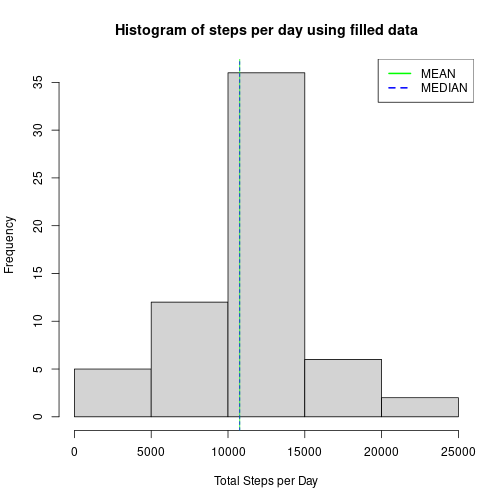 Histogram of steps per day using filled data
MEAN
MEDIAN
Frequency
35
30
25
20
15
10
5
0
0 5000 10000 15000 20000 25000
Total Steps per Day